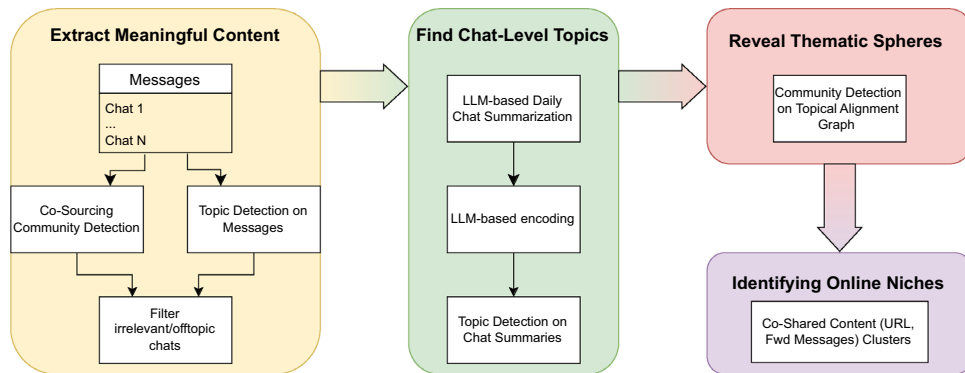 Extract Meaningful Content
Messages
Chat 1
...
Chat N
Co-Sourcing
Community Detection
Topic Detection on
Messages
Filter
irrelevant/offtopic
chats
Find Chat-Level Topics
LLM-based Daily
Chat Summarization
LLM-based encoding
Topic Detection on
Chat Summaries
Reveal Thematic Spheres
Community Detection
on Topical Alignment
Graph
Identifying Online Niches
Co-Shared Content (URL,
Fwd Messages) Clusters